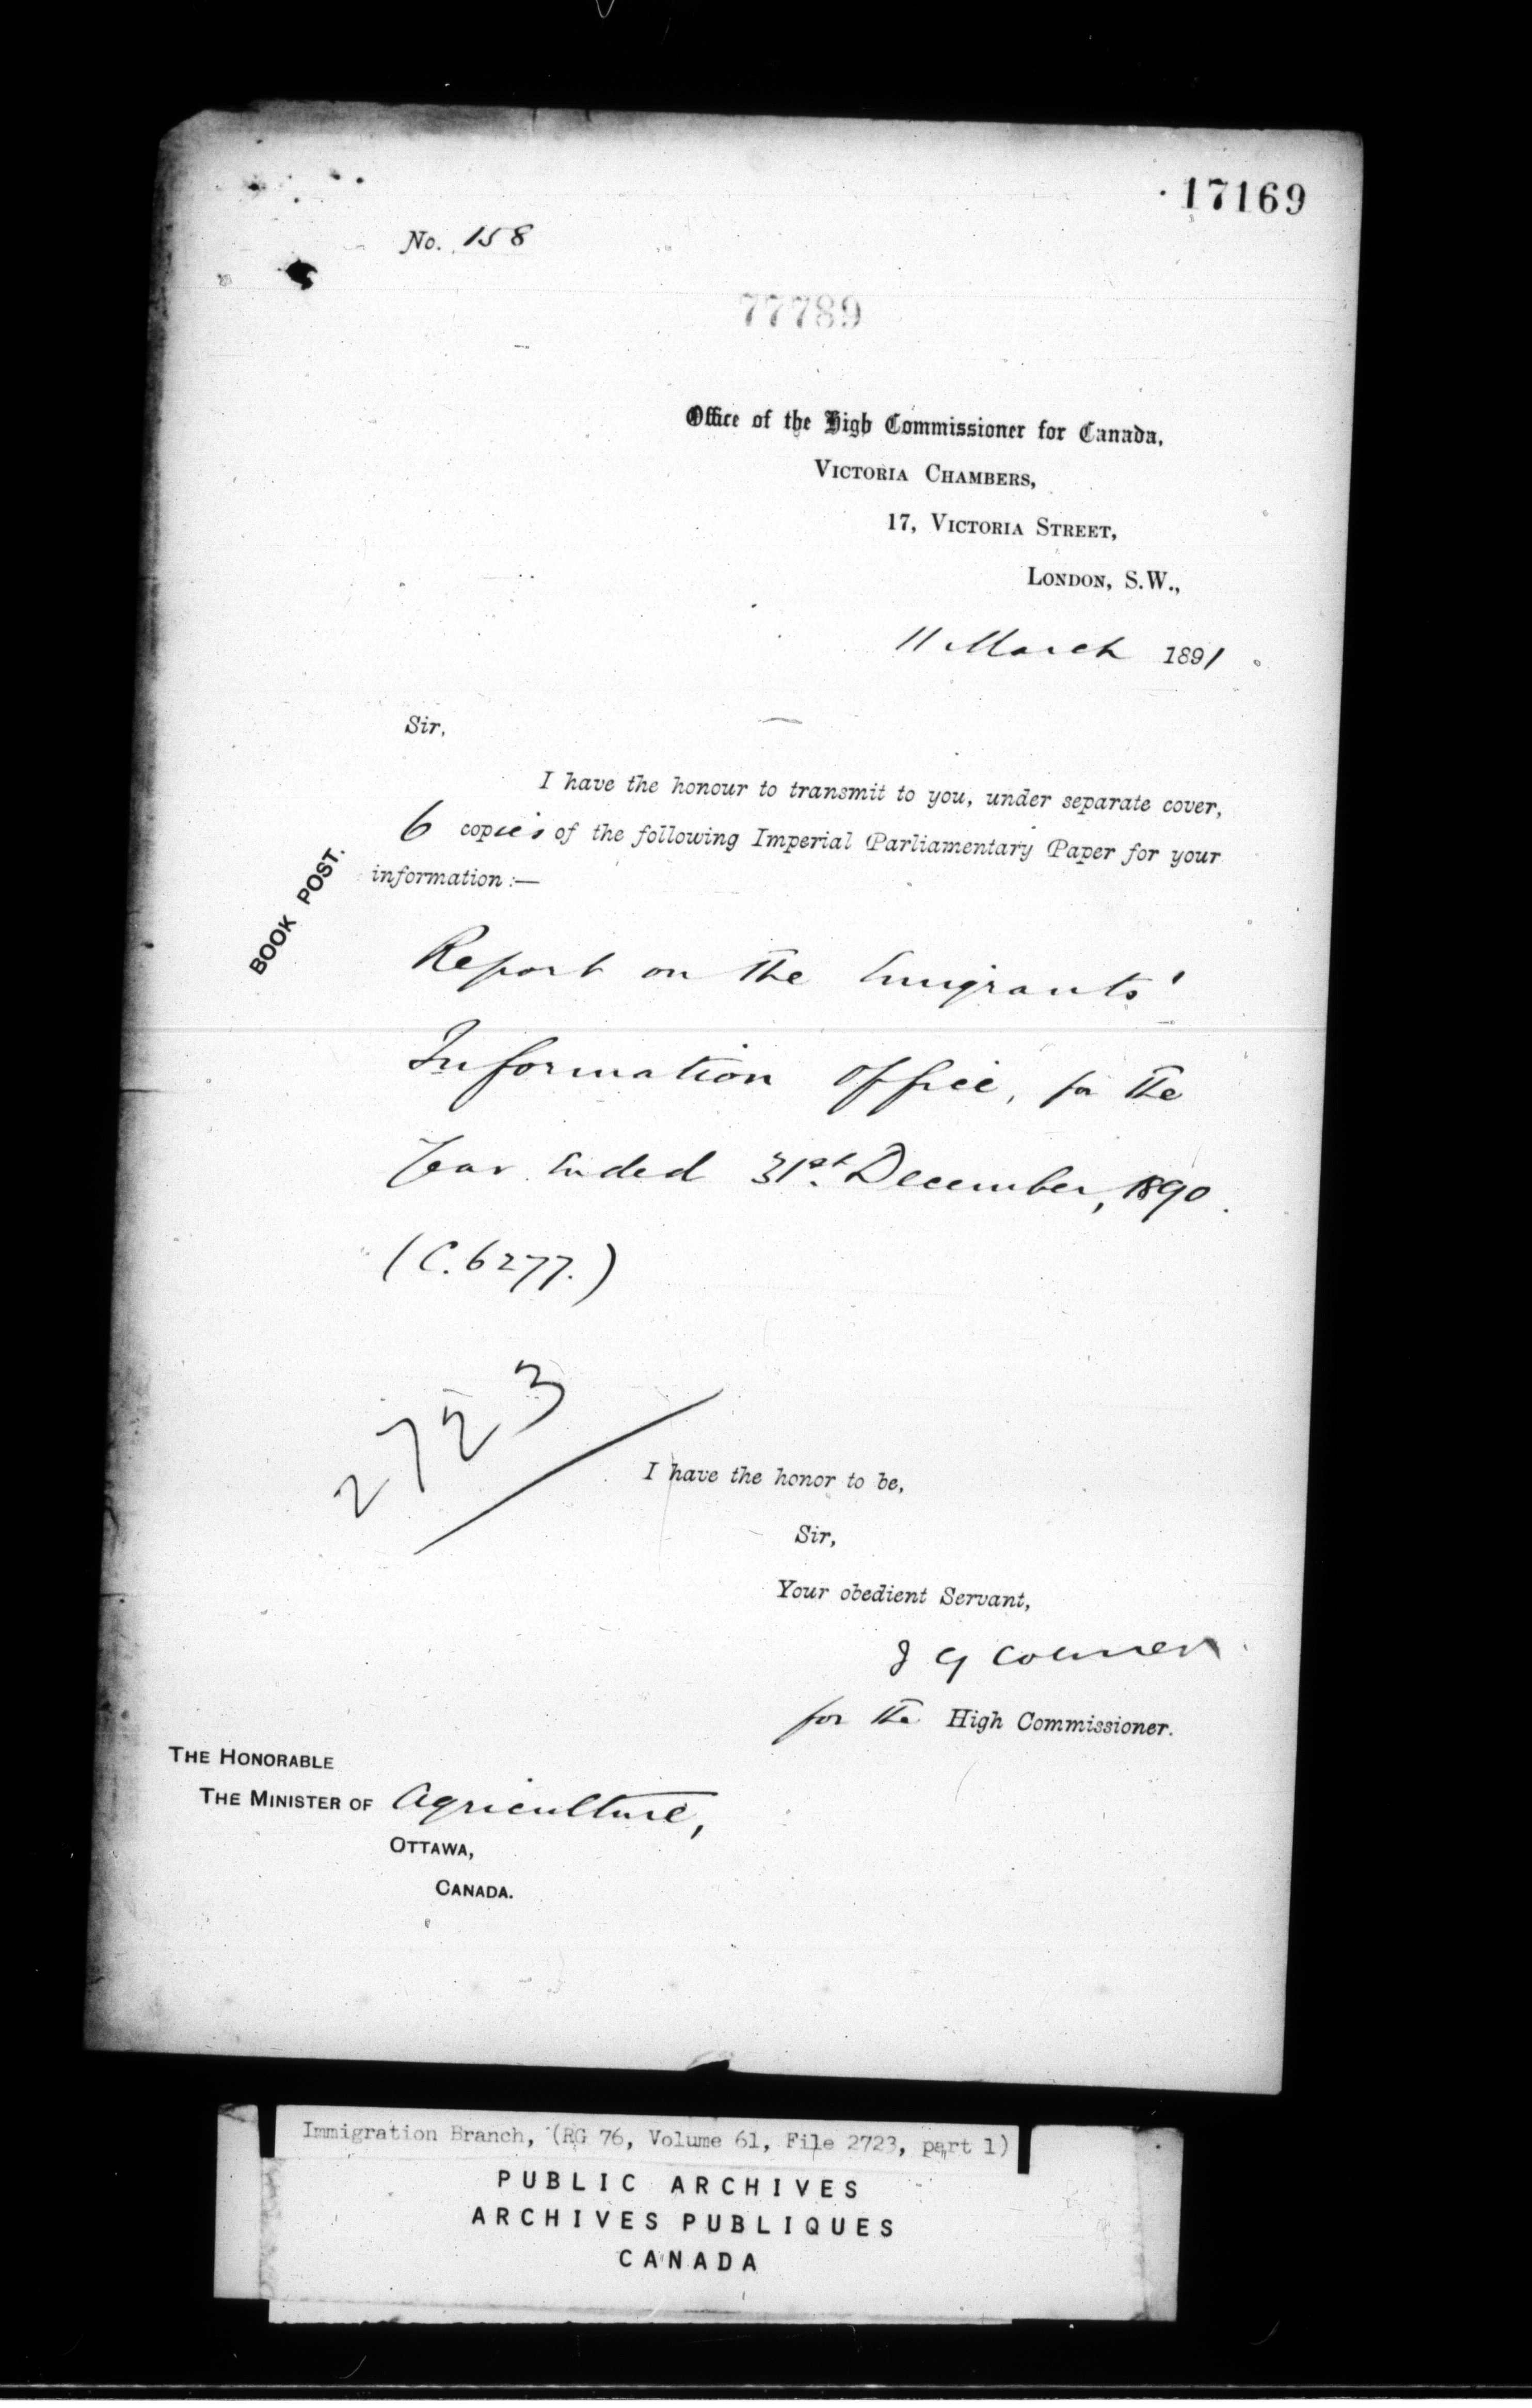 17169
No. 158
77789
Office of the High Commissioner for Canada,
VICTORIA CHAMBERS,
17, VICTORIA STREET,
LONDON, S.W.,
11 March 1891
Sir,
I have the honour to transmit to you, under separate cover,
6 copies of the following Imperial Parliamentary Paper for your
information :—
BOOK POST.
Report on the Emigrants'
Information Office, for the
Year ended 31st December, 1890.
(C. 6277.)
2723
I have the honor to be,
Sir,
Your obedient Servant,
J G Colmer
for the High Commissioner.
THE HONORABLE
THE MINISTER OF Agriculture,
OTTAWA,
CANADA.
Immigration Branch, (RG 76, Volume 61, File 2723, part 1)
PUBLIC ARCHIVES
ARCHIVES PUBLIQUES
CANADA